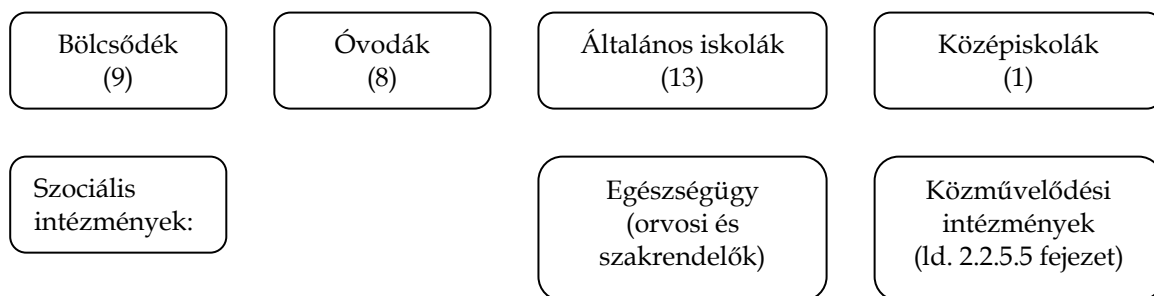 Bölcsődék
(9)
Óvodák
(8)
Általános iskolák
(13)
Középiskolák
(1)
Szociális
intézmények:
Egészségügy
(orvosi és
szakrendelők)
Közművelődési
intézmények
(ld. 2.2.5.5 fejezet)